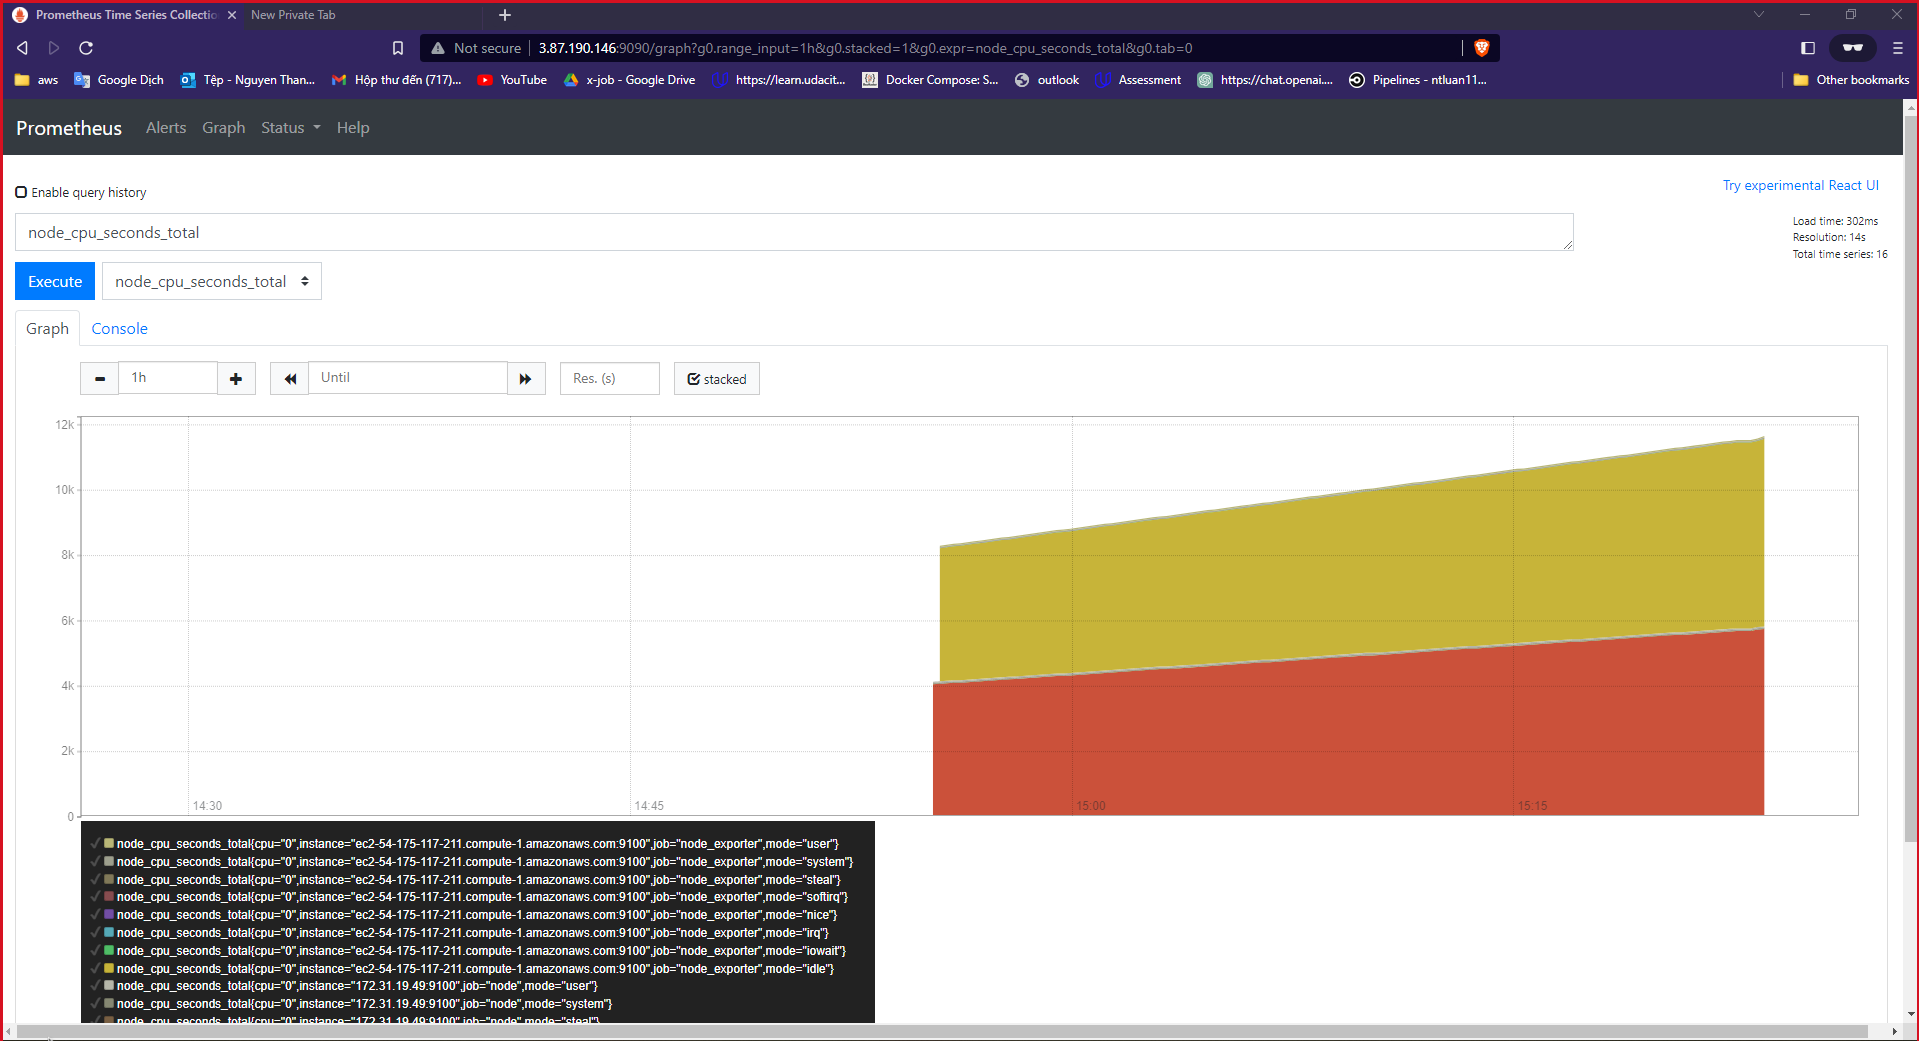 Prometheus Time Series Collectio
New Private Tab
Not secure
3.87.190.146:9090/graph?g0.range_input=1h&g0.stacked=1&g0.expr=node_cpu_seconds_total&g0.tab=0
aws
Google Dịch
Tệp - Nguyen Than...
Hộp thư đến (717)...
YouTube
x-job - Google Drive
https://learn.udacit...
Docker Compose: S...
outlook
Assessment
https://chat.openai....
Pipelines - ntluan11...
Other bookmarks
Prometheus
Alerts
Graph
Status
Help
Enable query history
Try experimental React UI
node_cpu_seconds_total
Load time: 302ms
Resolution: 14s
Total time series: 16
Execute
node_cpu_seconds_total
Graph
Console
1h
Until
Res. (s)
stacked
12k
10k
8k
6k
4k
2k
0
14:30
14:45
15:00
15:15
node_cpu_seconds_total{cpu="0",instance="ec2-54-175-117-211.compute-1.amazonaws.com:9100",job="node_exporter",mode="user"}
node_cpu_seconds_total{cpu="0",instance="ec2-54-175-117-211.compute-1.amazonaws.com:9100",job="node_exporter",mode="system"}
node_cpu_seconds_total{cpu="0",instance="ec2-54-175-117-211.compute-1.amazonaws.com:9100",job="node_exporter",mode="steal"}
node_cpu_seconds_total{cpu="0",instance="ec2-54-175-117-211.compute-1.amazonaws.com:9100",job="node_exporter",mode="softirq"}
node_cpu_seconds_total{cpu="0",instance="ec2-54-175-117-211.compute-1.amazonaws.com:9100",job="node_exporter",mode="nice"}
node_cpu_seconds_total{cpu="0",instance="ec2-54-175-117-211.compute-1.amazonaws.com:9100",job="node_exporter",mode="irq"}
node_cpu_seconds_total{cpu="0",instance="ec2-54-175-117-211.compute-1.amazonaws.com:9100",job="node_exporter",mode="iowait"}
node_cpu_seconds_total{cpu="0",instance="ec2-54-175-117-211.compute-1.amazonaws.com:9100",job="node_exporter",mode="idle"}
node_cpu_seconds_total{cpu="0",instance="172.31.19.49:9100",job="node",mode="user"}
node_cpu_seconds_total{cpu="0",instance="172.31.19.49:9100",job="node",mode="system"}
node_cpu_seconds_total{cpu="0",instance="172.31.19.49:9100",job="node",mode="steal"}